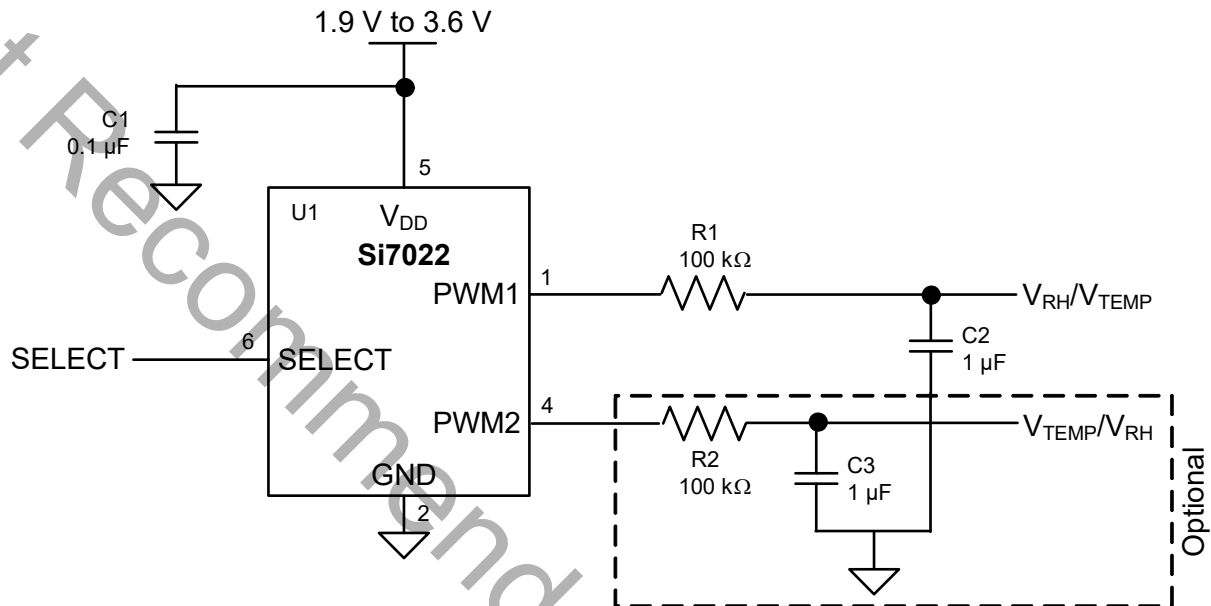 1.9 V to 3.6 V
C1
0.1 µF
5
U1
VDD
Si7022
R1
100 kΩ
PWM1
1
VRH/VTEMP
SELECT
6
SELECT
C2
1 µF
PWM2
4
VTEMP/VRH
R2
100 kΩ
C3
1 µF
GND
2
Optional
t Recommend